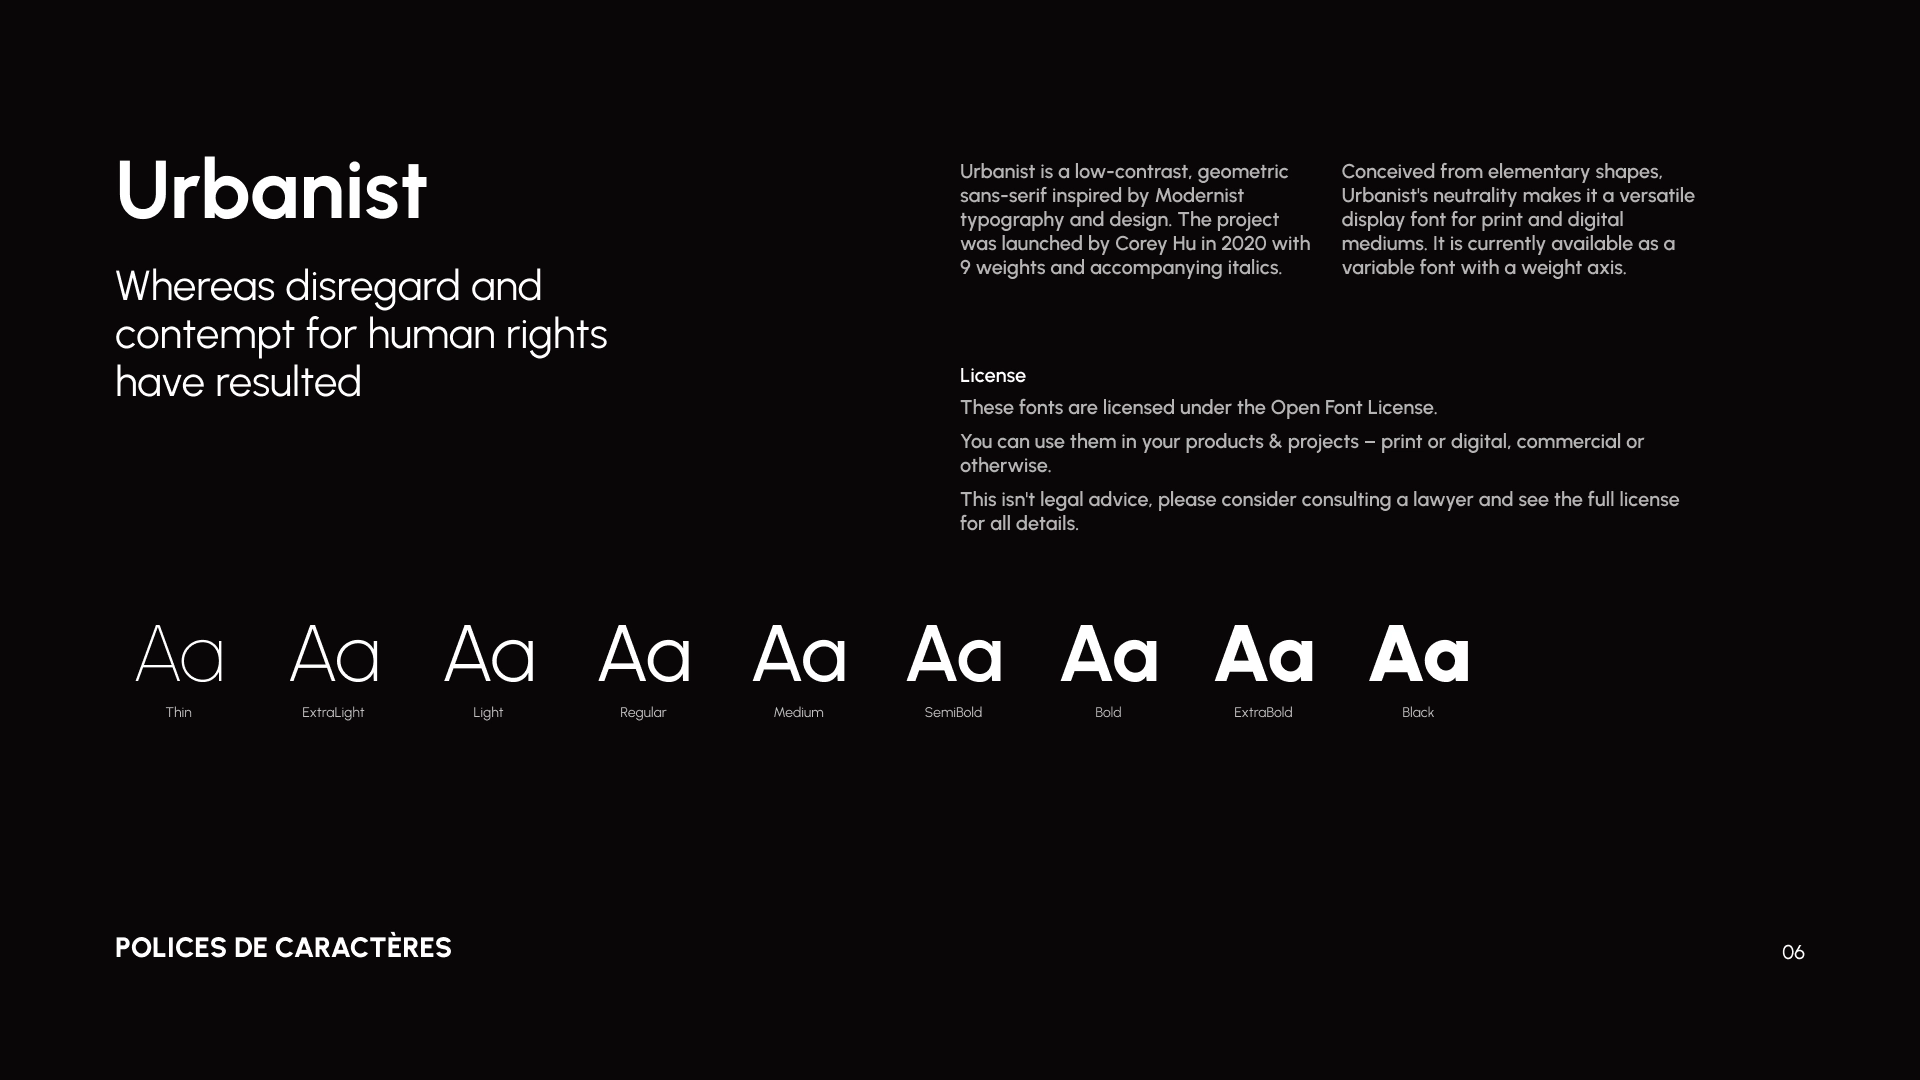 Urbanist
Whereas disregard and
contempt for human rights
have resulted
Urbanist is a low-contrast, geometric
sans-serif inspired by Modernist
typography and design. The project
was launched by Corey Hu in 2020 with
9 weights and accompanying italics.
Conceived from elementary shapes,
Urbanist's neutrality makes it a versatile
display font for print and digital
mediums. It is currently available as a
variable font with a weight axis.
License
These fonts are licensed under the Open Font License.
You can use them in your products & projects – print or digital, commercial or
otherwise.
This isn't legal advice, please consider consulting a lawyer and see the full license
for all details.
Aa Aa Aa Aa Aa Aa Aa Aa Aa
Thin ExtraLight Light Regular Medium SemiBold Bold ExtraBold Black
POLICES DE CARACTÈRES
06